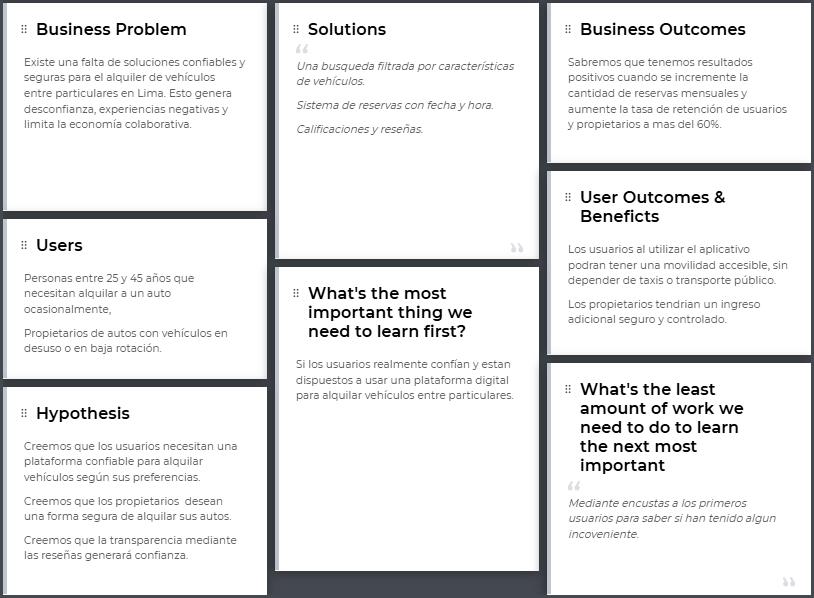 Business Problem
Existe una falta de soluciones confiables y
seguras para el alquiler de vehículos
entre particulares en Lima. Esto genera
desconfianza, experiencias negativas y
limita la economía colaborativa.
Users
Personas entre 25 y 45 años que
necesitan alquilar a un auto
ocasionalmente,
Propietarios de autos con vehículos en
desuso o en baja rotación.
Hypothesis
Creemos que los usuarios necesitan una
plataforma confiable para alquilar
vehículos según sus preferencias.
Creemos que los propietarios desean
una forma segura de alquilar sus autos.
Creemos que la transparencia mediante
las reseñas generará confianza.
Solutions
“
Una busqueda filtrada por características
de vehículos.
Sistema de reservas con fecha y hora.
Calificaciones y reseñas.
”
What's the most
important thing we
need to learn first?
Si los usuarios realmente confían y estan
dispuestos a usar una plataforma digital
para alquilar vehículos entre particulares.
Business Outcomes
Sabremos que tenemos resultados
positivos cuando se incremente la
cantidad de reservas mensuales y
aumente la tasa de retención de usuarios
y propietarios a mas del 60%.
User Outcomes &
Beneficts
Los usuarios al utilizar el aplicativo
podran tener una movilidad accesible, sin
depender de taxis o transporte público.
Los propietarios tendrian un ingreso
adicional seguro y controlado.
What's the least
amount of work we
need to do to learn
the next most
important
“
Mediante encustas a los primeros
usuarios para saber si han tenido algun
incoveniente.
”